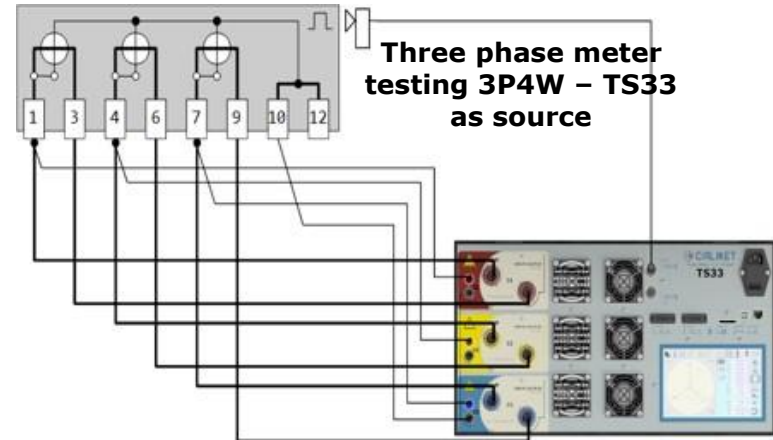 Three phase meter
testing 3P4W – TS33
as source
1 3 4 6 7 9 10 12
CALMET
TS33